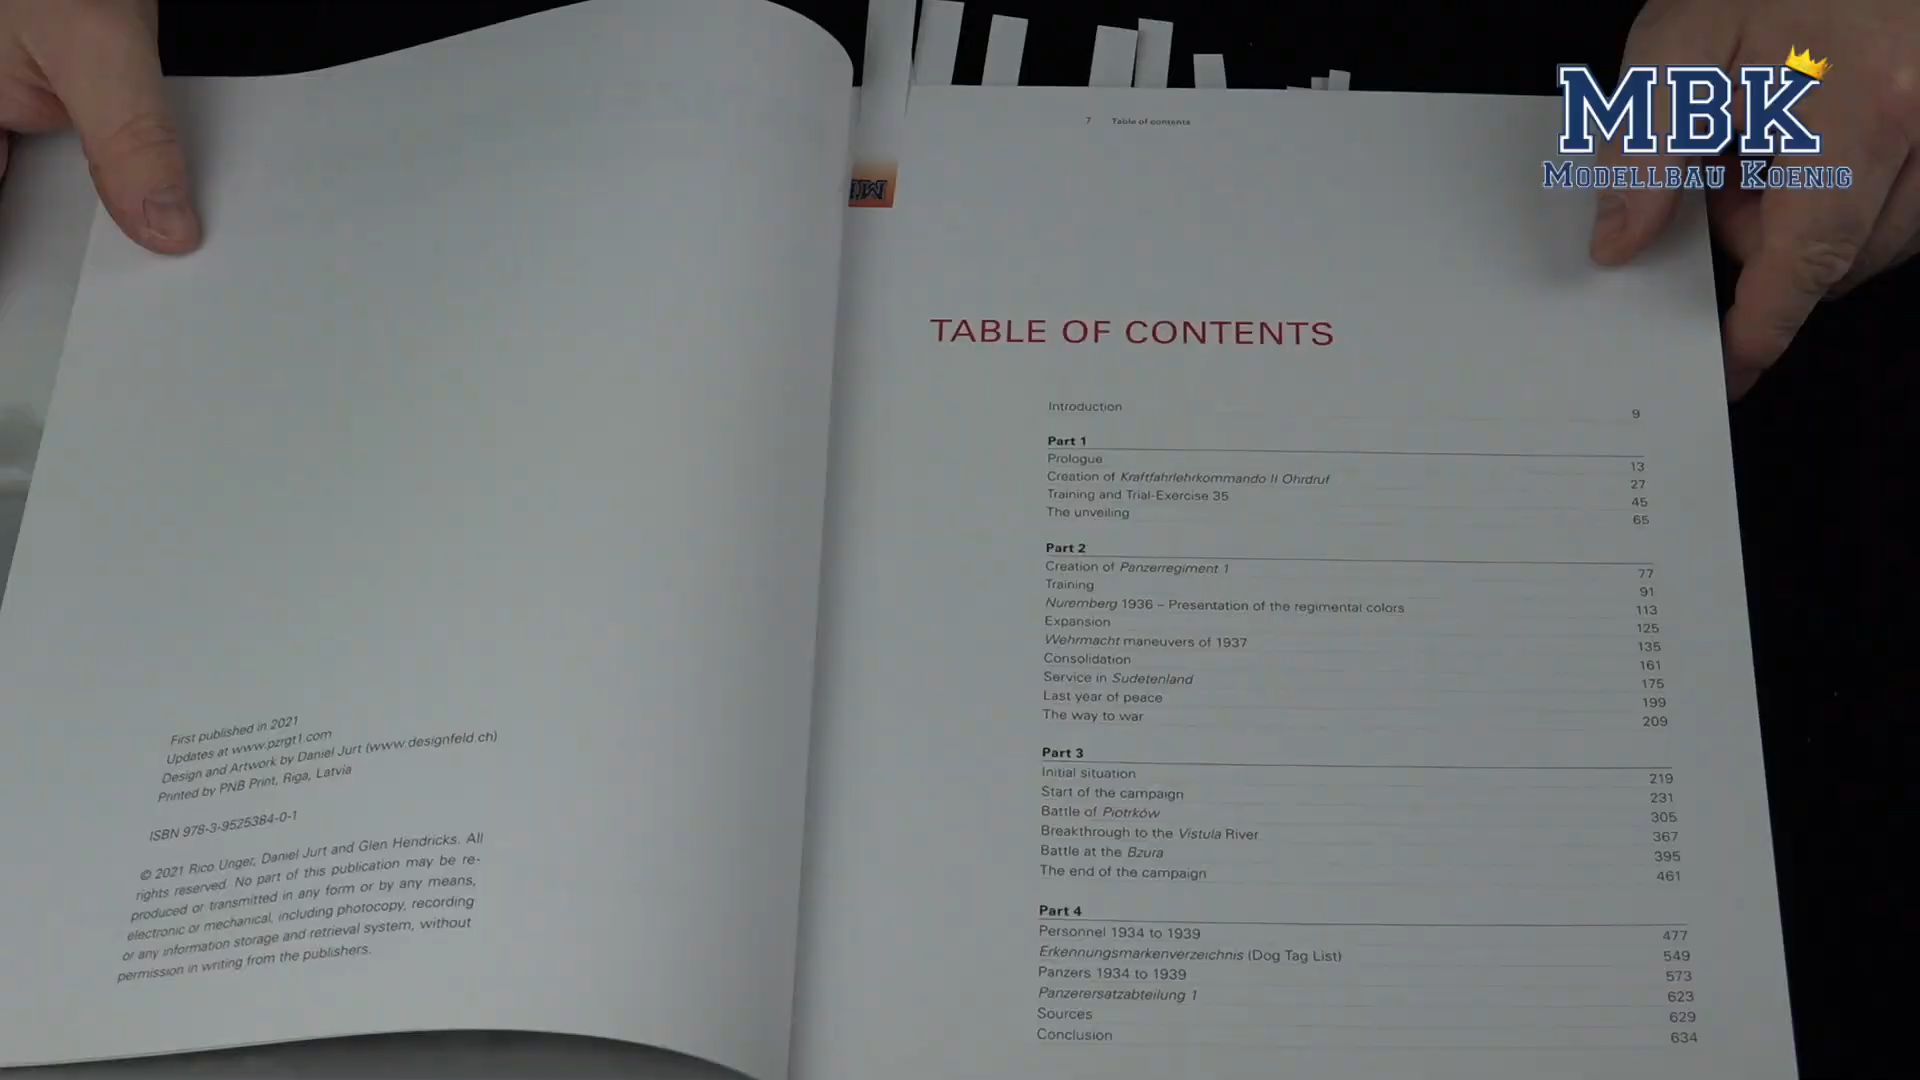 MBK
MODELLBAU KOENIG
First published in 2021
Updates at www.pzrgt1.com
Design and Artwork by Daniel Jurt (www.designfeld.ch)
Printed by PNB Print, Riga, Latvia
ISBN 978-3-9525384-0-1
© 2021 Rico Unger, Daniel Jurt and Glen Hendricks. All
rights reserved. No part of this publication may be re-
produced or transmitted in any form or by any means,
electronic or mechanical, including photocopy, recording
or any information storage and retrieval system, without
permission in writing from the publishers.
7 Table of contents
TABLE OF CONTENTS
Introduction 9
Part 1
Prologue 13
Creation of Kraftfahrlehrkommando II Ohrdruf 27
Training and Trial-Exercise 35 45
The unveiling 65
Part 2
Creation of Panzerregiment 1 77
Training 91
Nuremberg 1936 – Presentation of the regimental colors 113
Expansion 125
Wehrmacht maneuvers of 1937 135
Consolidation 161
Service in Sudetenland 175
Last year of peace 199
The way to war 209
Part 3
Initial situation 219
Start of the campaign 231
Battle of Piotrków 305
Breakthrough to the Vistula River 367
Battle at the Bzura 395
The end of the campaign 461
Part 4
Personnel 1934 to 1939 477
Erkennungsmarkenverzeichnis (Dog Tag List) 549
Panzers 1934 to 1939 573
Panzerersatzabteilung 1 623
Sources 629
Conclusion 634